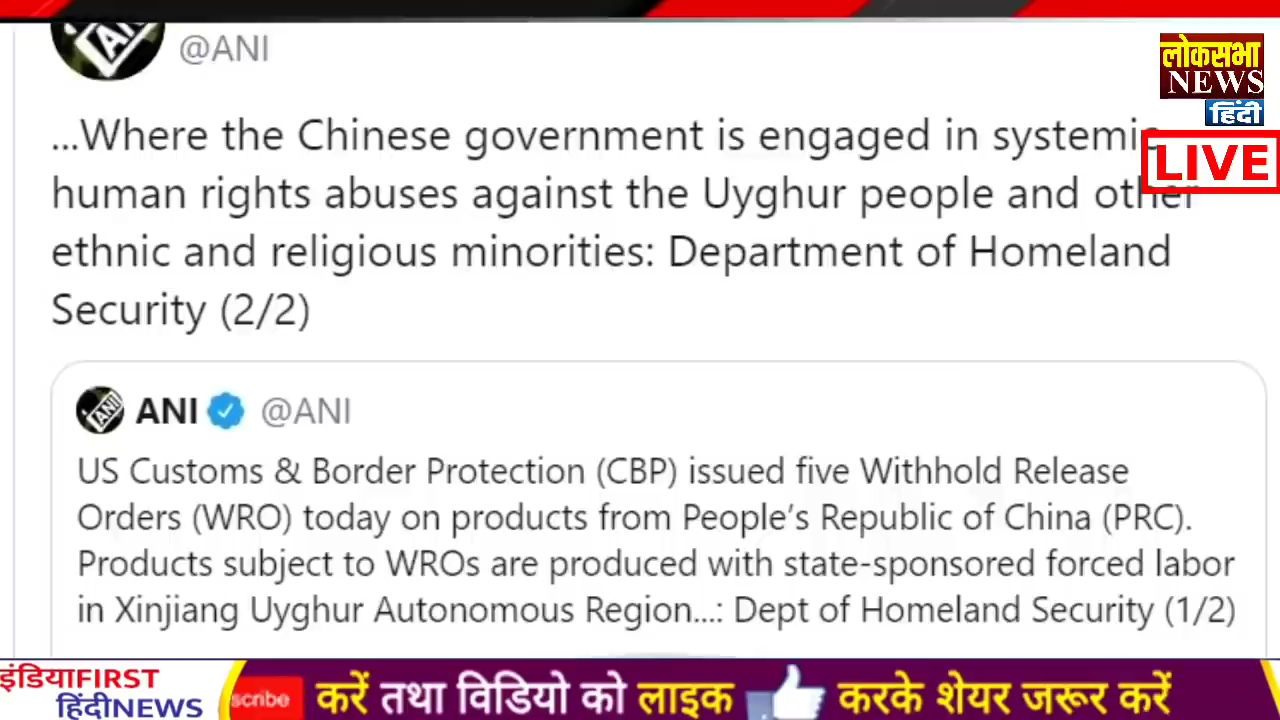 @ANI
लोकसभा
NEWS
हिंदी
LIVE
...Where the Chinese government is engaged in systemic
human rights abuses against the Uyghur people and other
ethnic and religious minorities: Department of Homeland
Security (2/2)
ANI @ANI
US Customs & Border Protection (CBP) issued five Withhold Release
Orders (WRO) today on products from People's Republic of China (PRC).
Products subject to WROs are produced with state-sponsored forced labor
in Xinjiang Uyghur Autonomous Region...: Dept of Homeland Security (1/2)
इंडियाFIRST
हिंदीNEWS
scribe करें तथा विडियो को लाइक करके शेयर जरूर करें